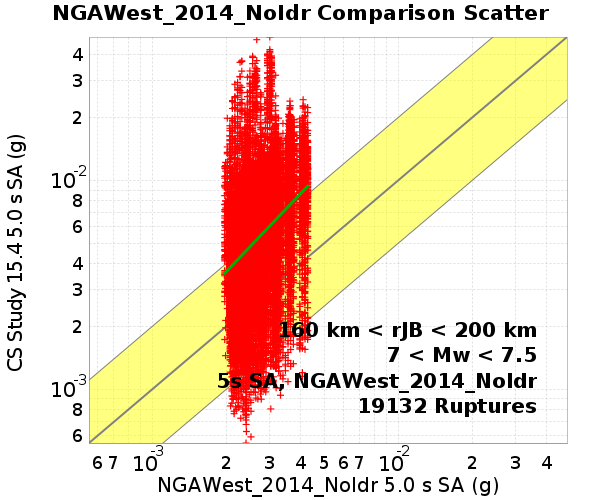 NGAWest_2014_NoIdr Comparison Scatter
CS Study 15.4 5.0 s SA (g)
4
3
2
10-2
8
6
4
3
2
10-3
8
6
160 km < rJB < 200 km
7 < Mw < 7.5
5s SA, NGAWest_2014_NoIdr
19132 Ruptures
6 7 10-3 2 3 4 5 6 7 10-2 2 3 4
NGAWest_2014_NoIdr 5.0 s SA (g)